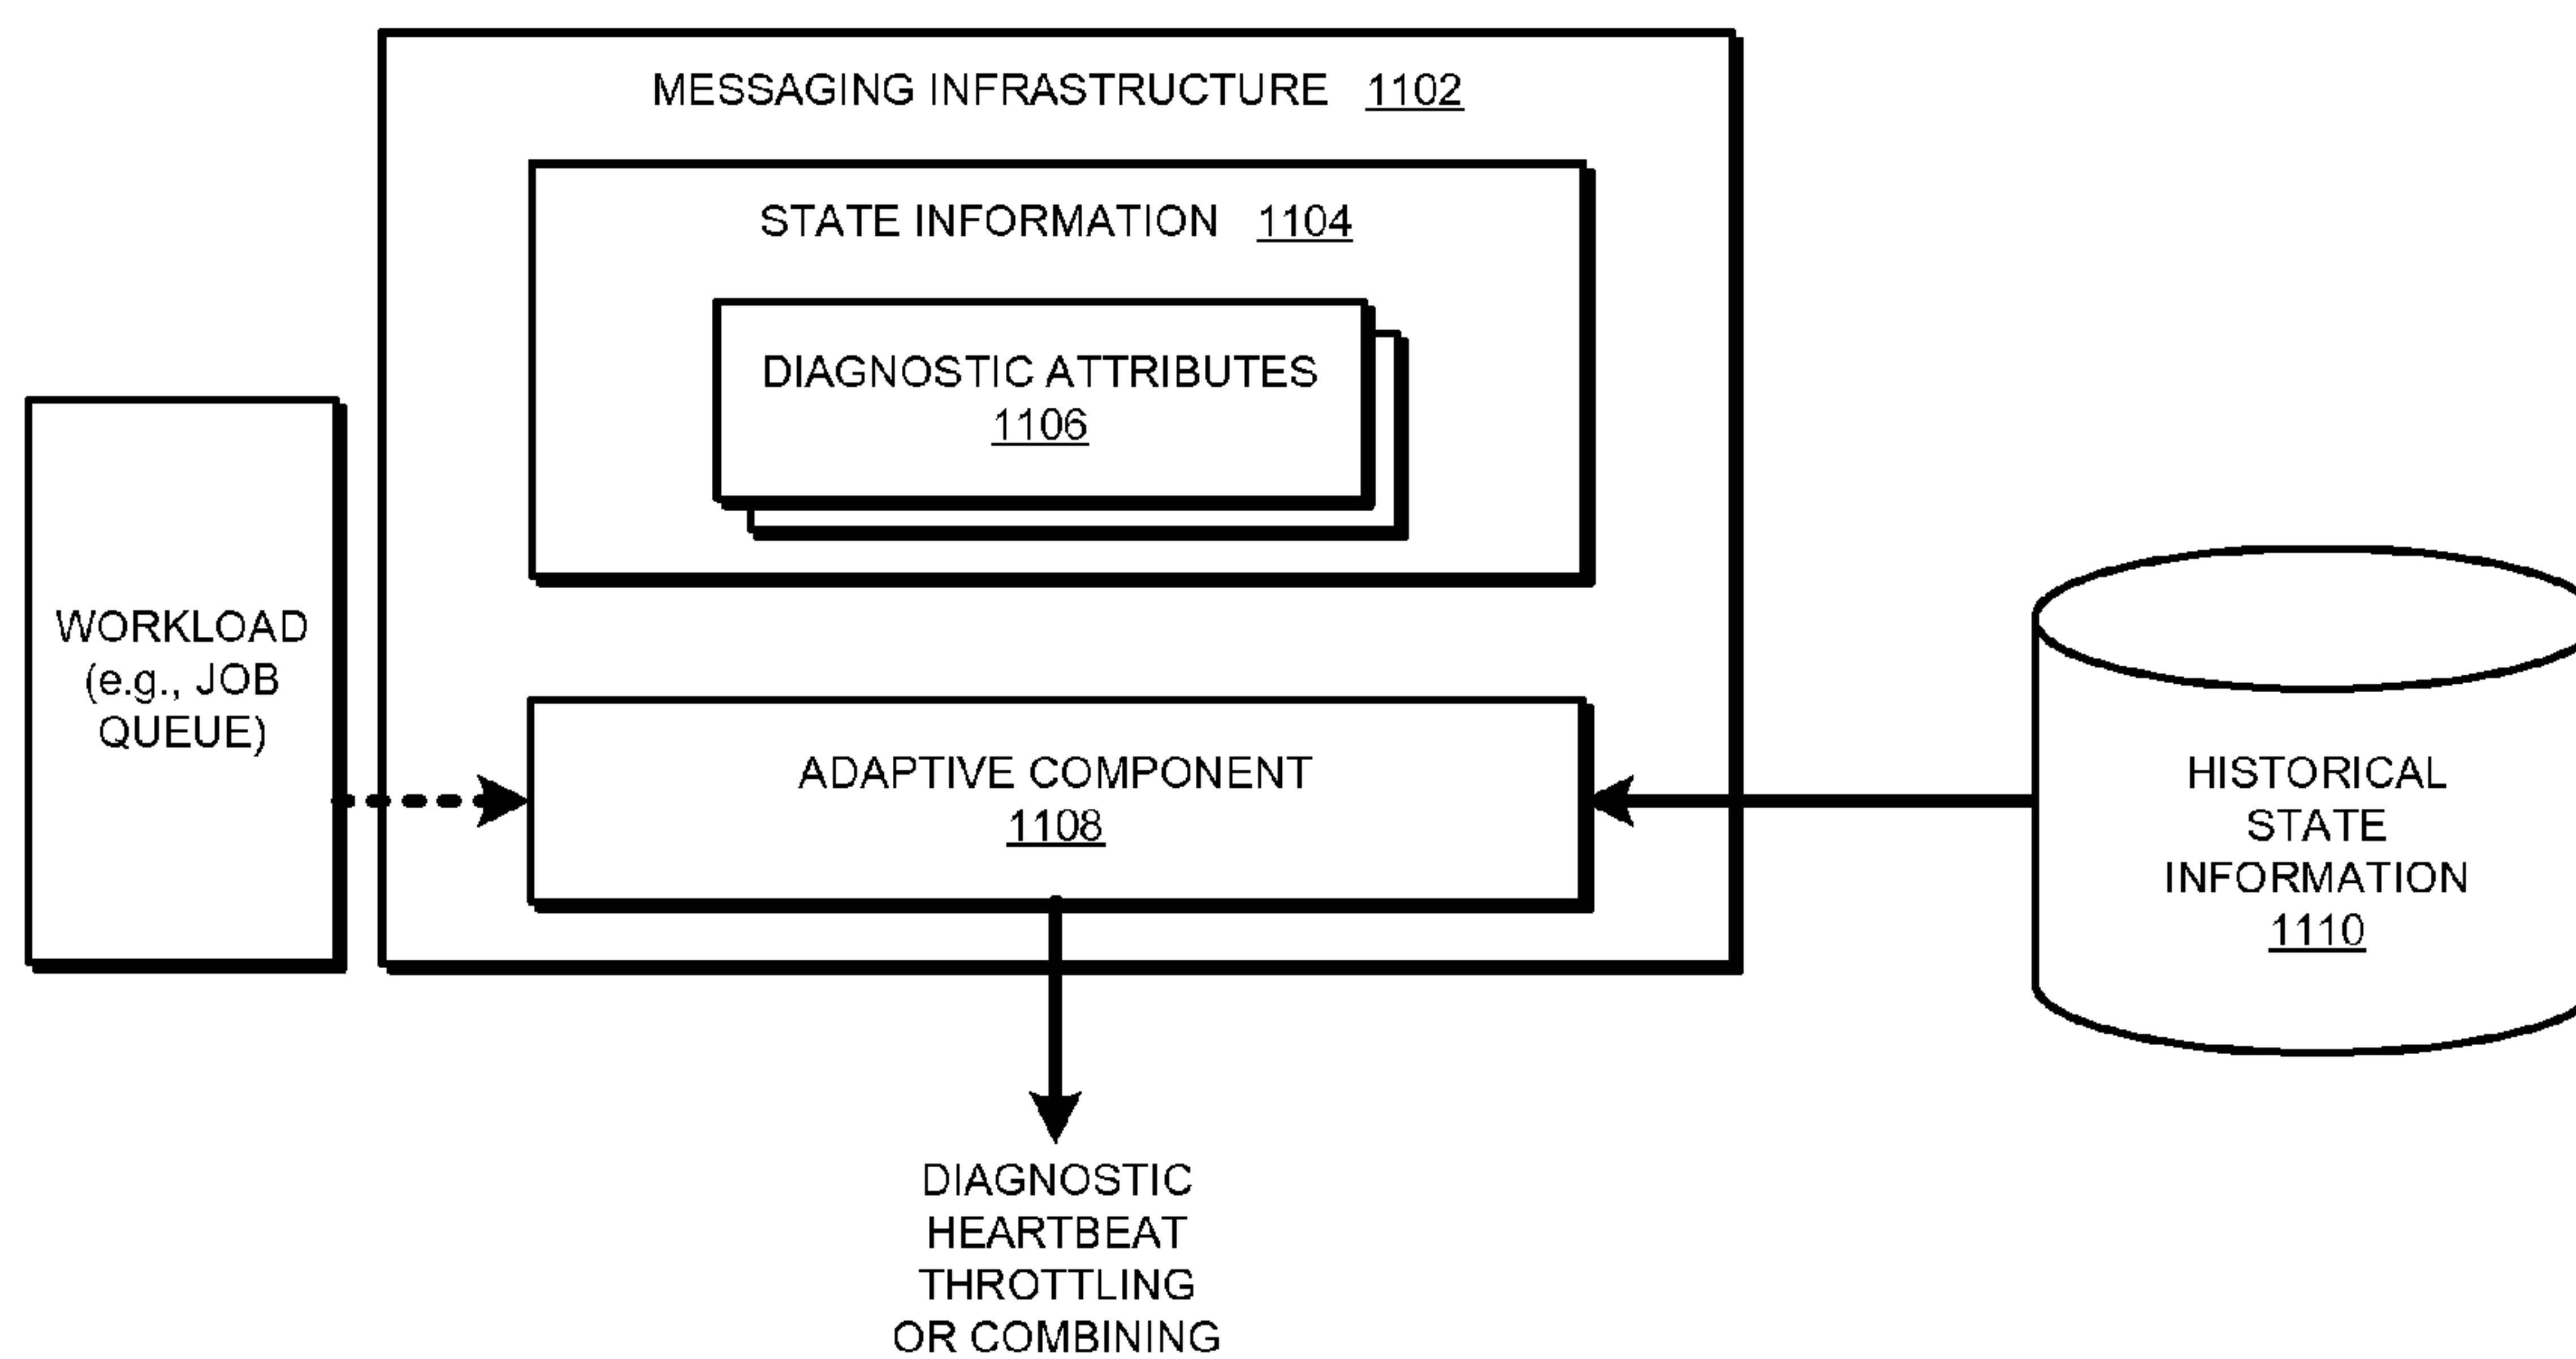 MESSAGING INFRASTRUCTURE 1102
STATE INFORMATION 1104
DIAGNOSTIC ATTRIBUTES
1106
WORKLOAD
(e.g., JOB
QUEUE)
ADAPTIVE COMPONENT
1108
HISTORICAL
STATE
INFORMATION
1110
DIAGNOSTIC
HEARTBEAT
THROTTLING
OR COMBINING